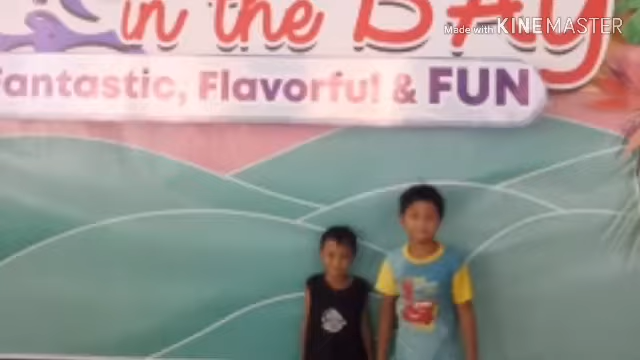 Made with KINEMASTER
in the BAY
Fantastic, Flavorful & FUN